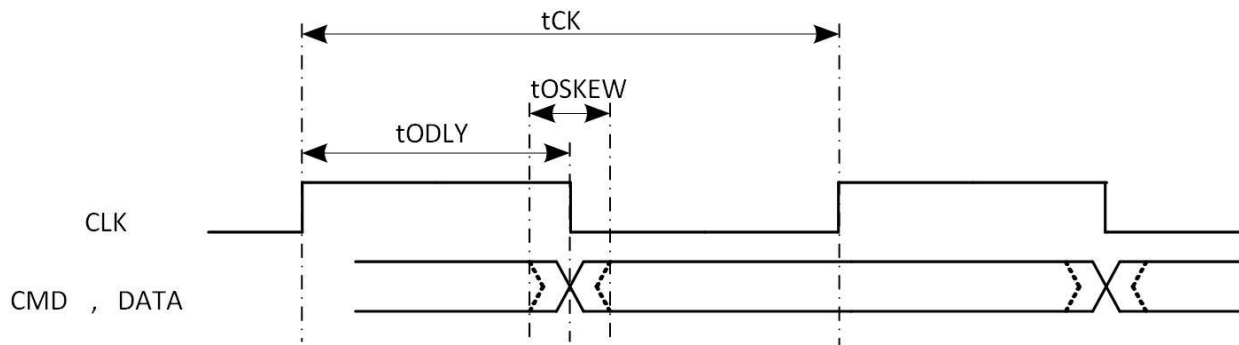 tCK
tOSKEW
tODLY
CLK
CMD , DATA